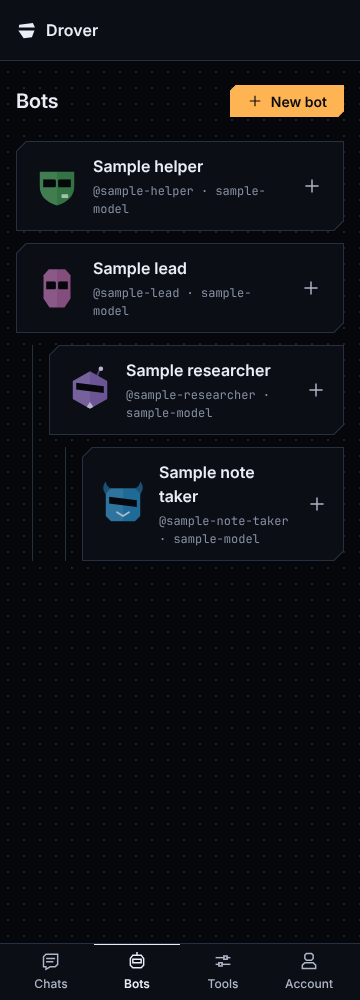 Drover
Bots
New bot
Sample helper
@sample-helper · sample-
model
Sample lead
@sample-lead · sample-
model
Sample researcher
@sample-researcher ·
sample-model
Sample note
taker
@sample-note-taker
· sample-model
Chats
Bots
Tools
Account